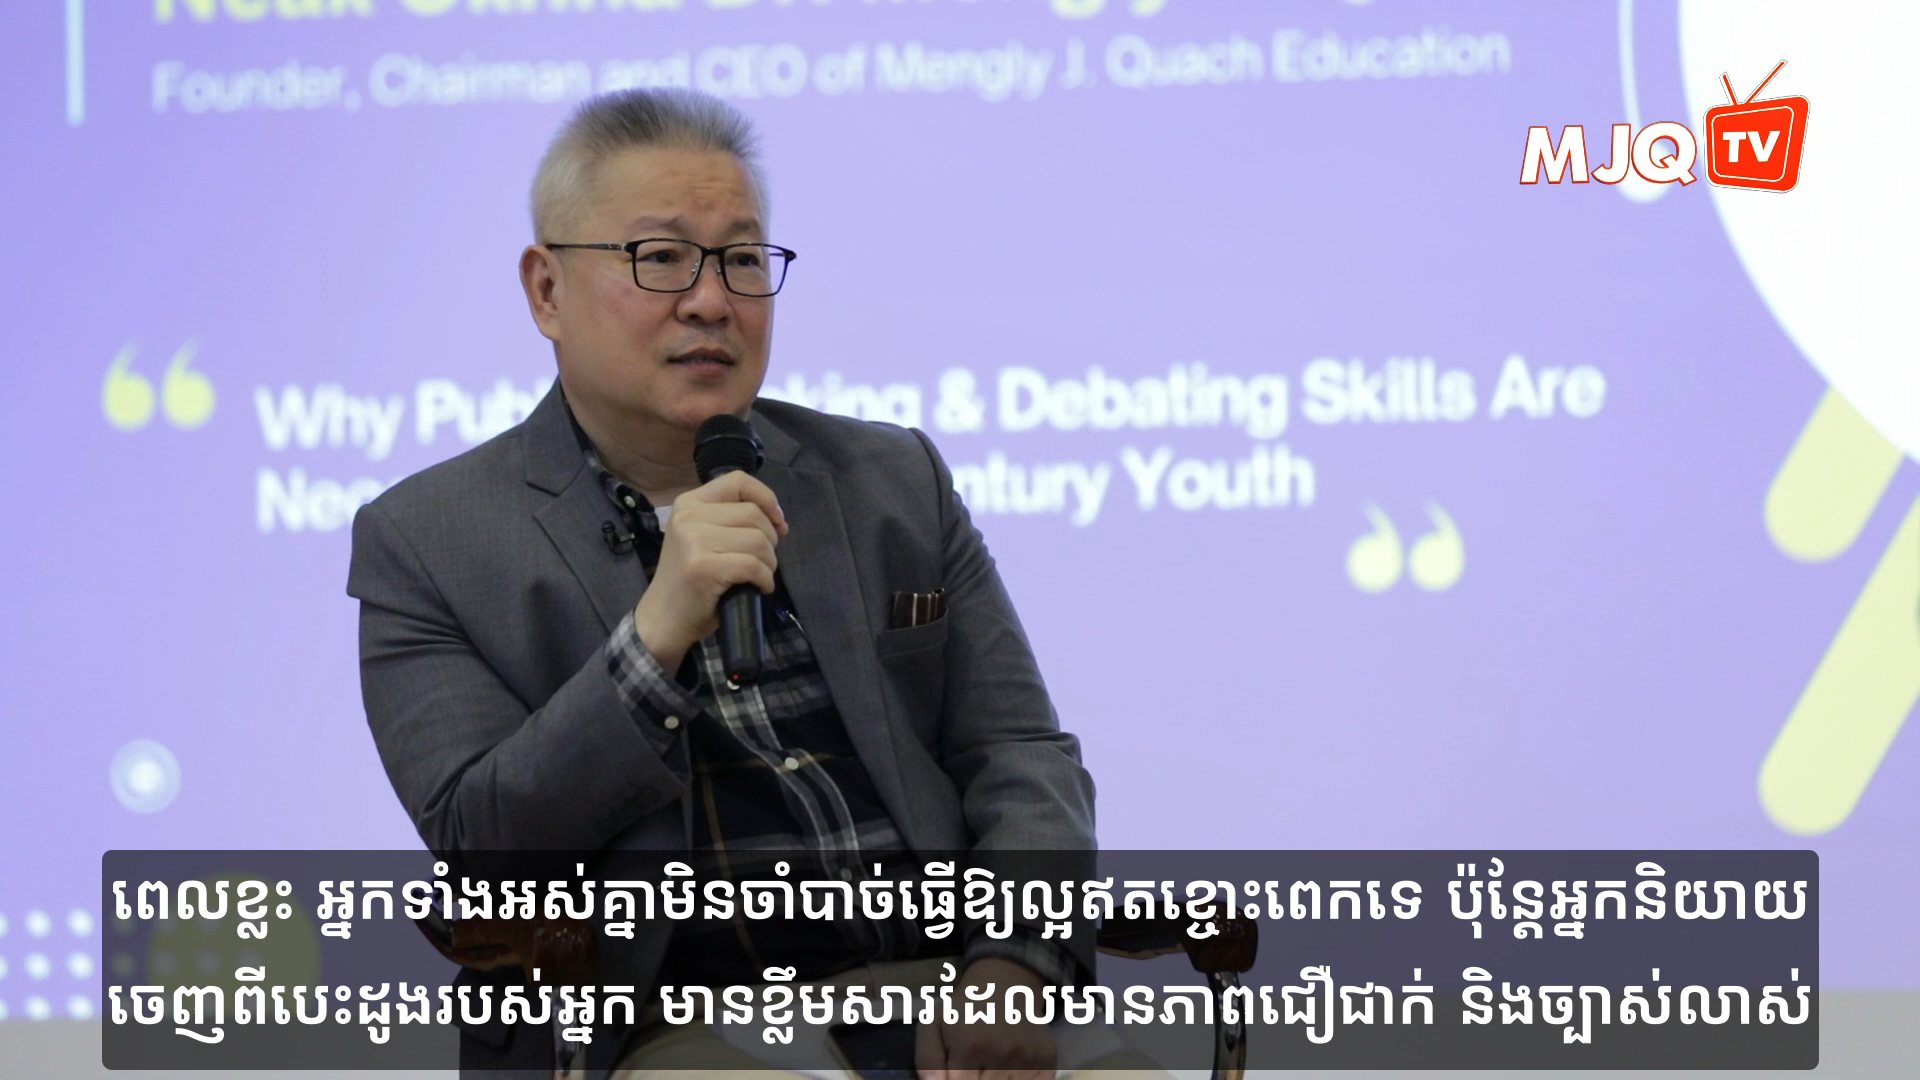 Founder, Chairman and CEO of Mengly J. Quach Education
MJQ TV
Why & Debating Skills Are
Youth
ពេលខ្លះ អ្នកទាំងអស់គ្នាមិនចាំបាច់ធ្វើឱ្យល្អឥតខ្ចោះពេកទេ ប៉ុន្តែអ្នកនិយាយ
ចេញពីបេះដូងរបស់អ្នក មានខ្លឹមសារដែលមានភាពជឿជាក់ និងច្បាស់លាស់